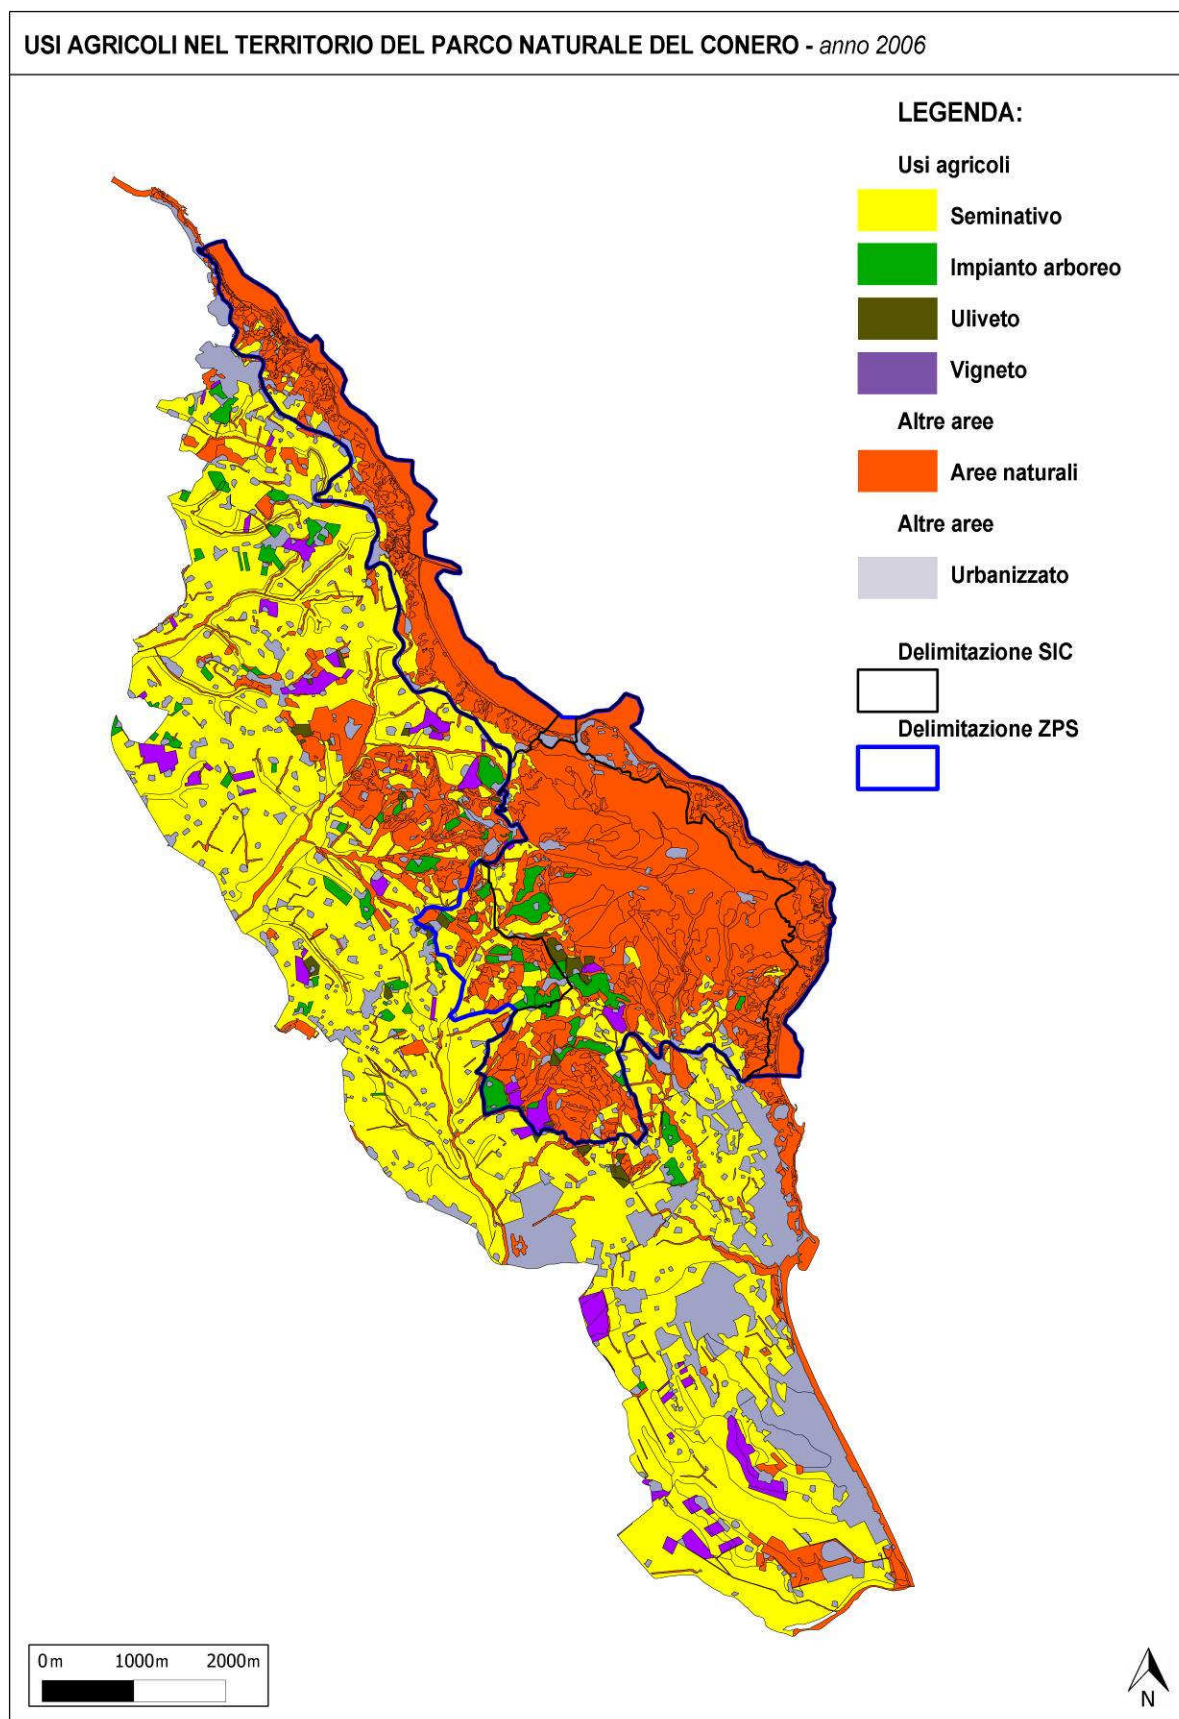 USI AGRICOLI NEL TERRITORIO DEL PARCO NATURALE DEL CONERO - anno 2006
LEGENDA:
Usi agricoli
Seminativo
Impianto arboreo
Uliveto
Vigneto
Altre aree
Aree naturali
Altre aree
Urbanizzato
Delimitazione SIC
Delimitazione ZPS
0 m 1000m 2000m
N